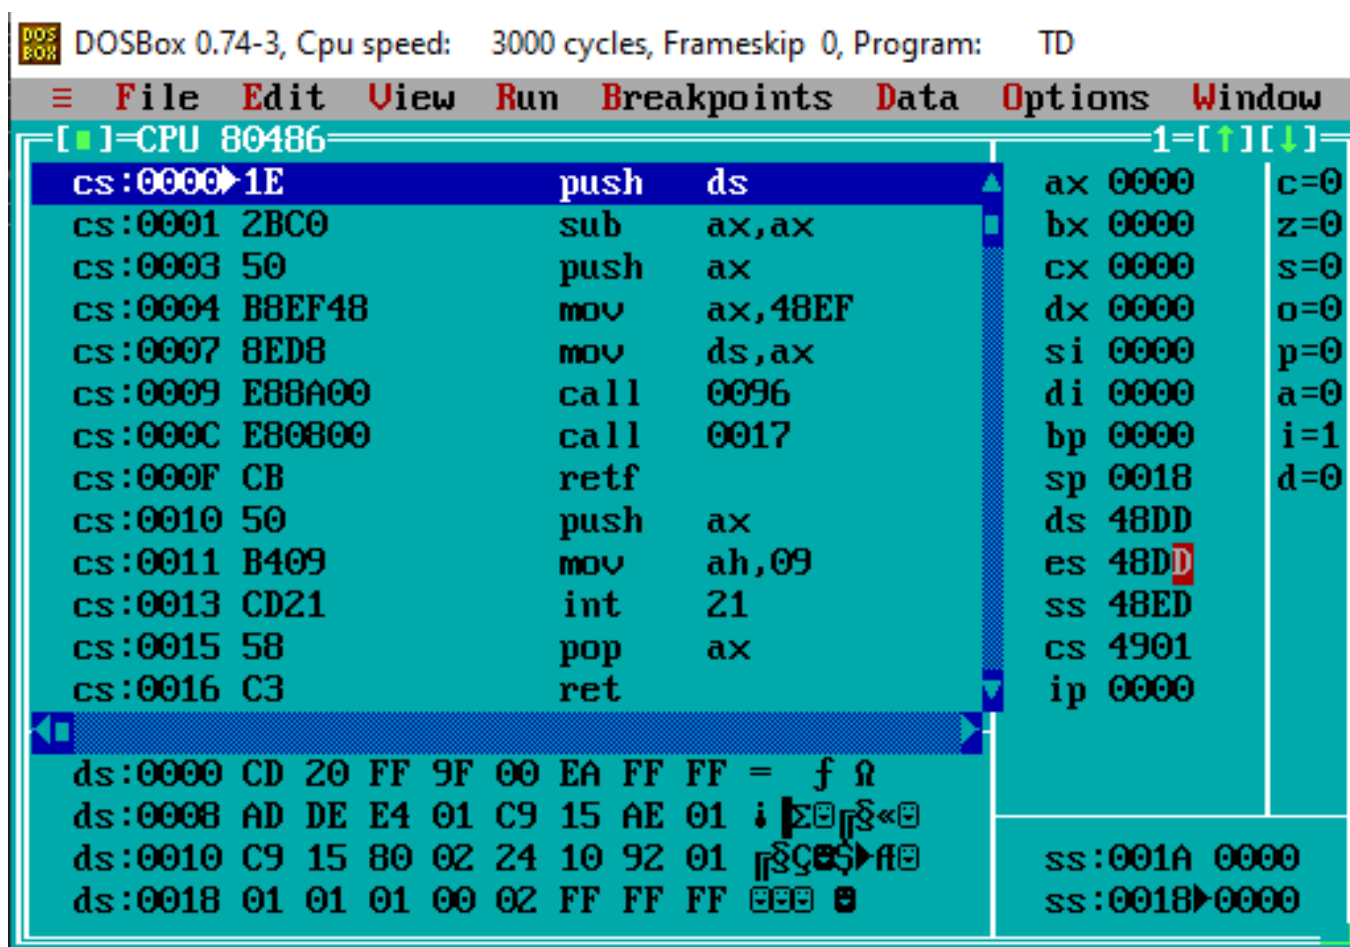 DOS BOX DOSBox 0.74-3, Cpu speed: 3000 cycles, Frameskip 0, Program: TD
≡ File Edit View Run Breakpoints Data Options Window
[■]=CPU 80486 1=[↑][↓]
cs:0000►1E push ds ax 0000 c=0
cs:0001 2BC0 sub ax,ax bx 0000 z=0
cs:0003 50 push ax cx 0000 s=0
cs:0004 B8EF48 mov ax,48EF dx 0000 o=0
cs:0007 8ED8 mov ds,ax si 0000 p=0
cs:0009 E88A00 call 0096 di 0000 a=0
cs:000C E80800 call 0017 bp 0000 i=1
cs:000F CB retf sp 0018 d=0
cs:0010 50 push ax ds 48DD
cs:0011 B409 mov ah,09 es 48DD
cs:0013 CD21 int 21 ss 48ED
cs:0015 58 pop ax cs 4901
cs:0016 C3 ret ip 0000
ds:0000 CD 20 FF 9F 00 EA FF FF = ƒ Ω
ds:0008 AD DE E4 01 C9 15 AE 01 ¡▐Σ☺╔§«☺
ds:0010 C9 15 80 02 24 10 92 01 ╔§Ç☻$►Æ☺ ss:001A 0000
ds:0018 01 01 01 00 02 FF FF FF ☺☺☺ ☻ ss:0018►0000